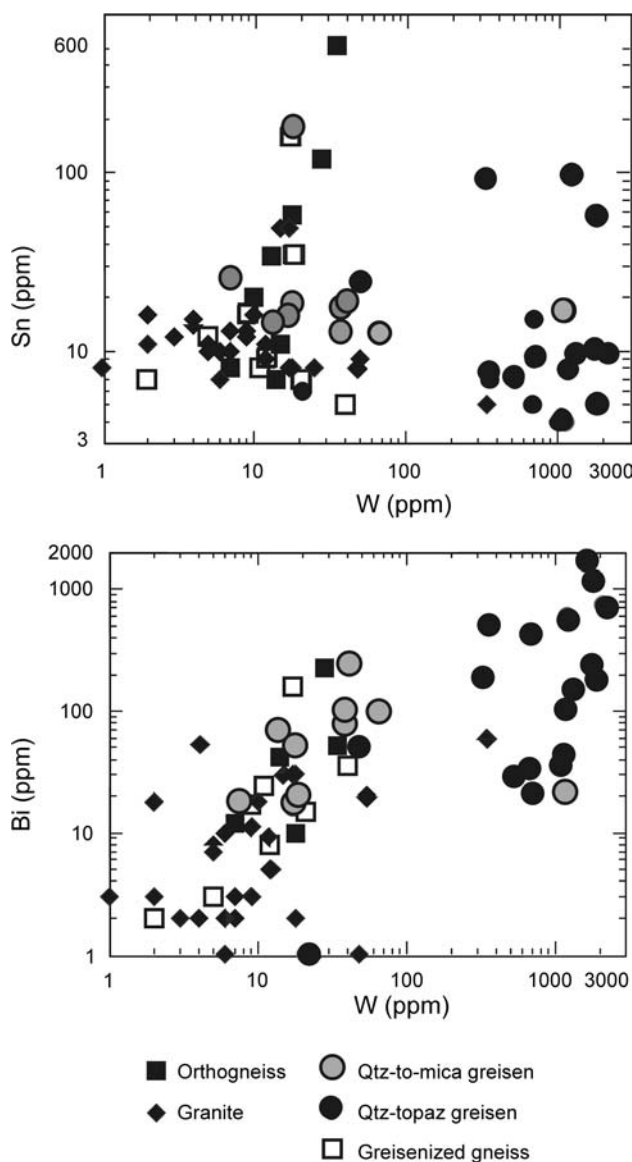 600
100
10
3
Sn (ppm)
1
10
100
1000
3000
W (ppm)
2000
1000
100
10
1
Bi (ppm)
1
10
100
1000
3000
W (ppm)
Orthogneiss
Qtz-to-mica greisen
Granite
Qtz-topaz greisen
Greisenized gneiss